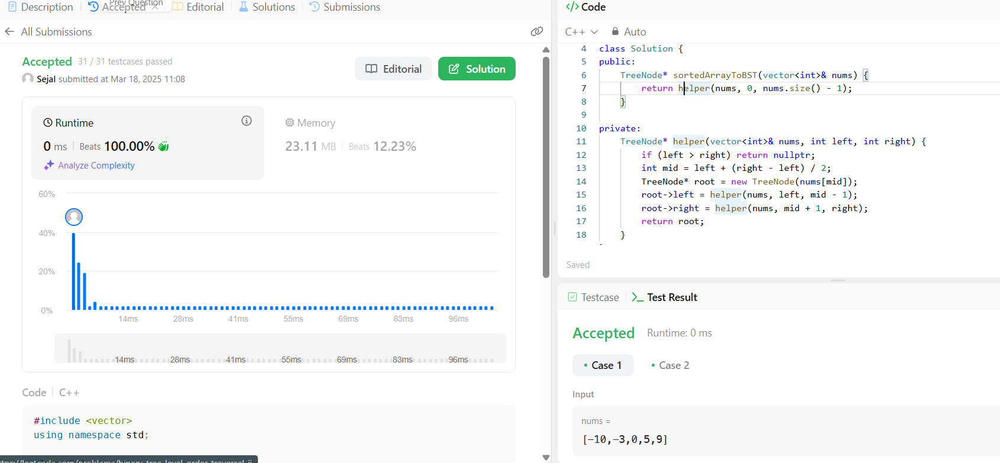 Description
Accepted
Prev Question
Editorial
Solutions
Submissions
All Submissions
Accepted 31 / 31 testcases passed
Sejal submitted at Mar 18, 2025 11:08
Editorial
Solution
Runtime
0 ms | Beats 100.00%
Analyze Complexity
Memory
23.11 MB | Beats 12.23%
60%
40%
20%
0%
14ms 28ms 41ms 55ms 69ms 83ms 96ms
14ms 28ms 41ms 55ms 69ms 83ms 96ms
Code | C++
#include <vector>
using namespace std;
</> Code
C++ Auto
4 class Solution {
5 public:
6 TreeNode* sortedArrayToBST(vector<int>& nums) {
7 return helper(nums, 0, nums.size() - 1);
8 }
9
10 private:
11 TreeNode* helper(vector<int>& nums, int left, int right) {
12 if (left > right) return nullptr;
13 int mid = left + (right - left) / 2;
14 TreeNode* root = new TreeNode(nums[mid]);
15 root->left = helper(nums, left, mid - 1);
16 root->right = helper(nums, mid + 1, right);
17 return root;
18 }
Saved
Testcase
>_ Test Result
Accepted Runtime: 0 ms
• Case 1 • Case 2
Input
nums =
[-10,-3,0,5,9]